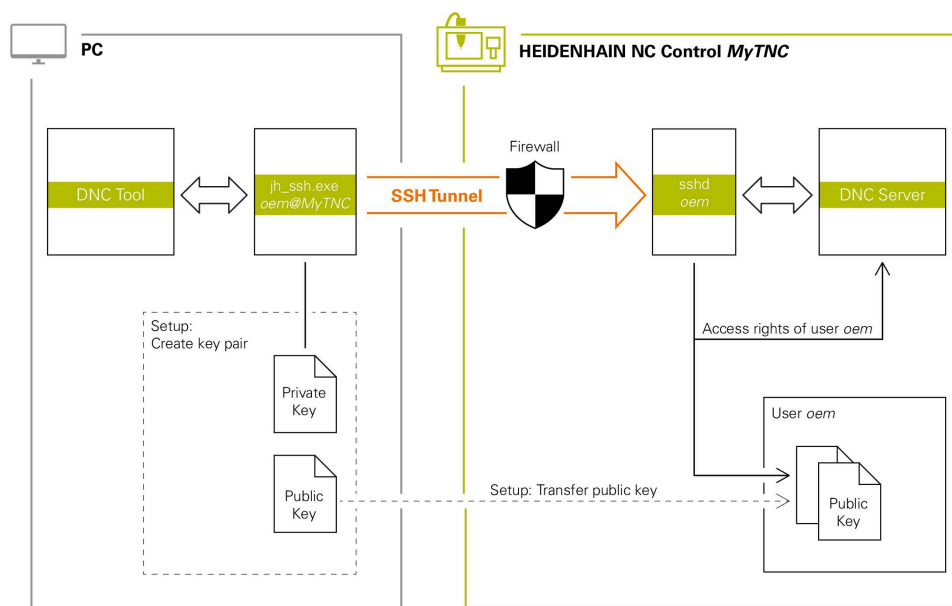 PC
HEIDENHAIN NC Control MyTNC
DNC Tool
jh_ssh.exe
oem@MyTNC
SSH Tunnel
Firewall
sshd
oem
DNC Server
Setup:
Create key pair
Private
Key
Public
Key
Access rights of user oem
Setup: Transfer public key
User oem
Public
Key